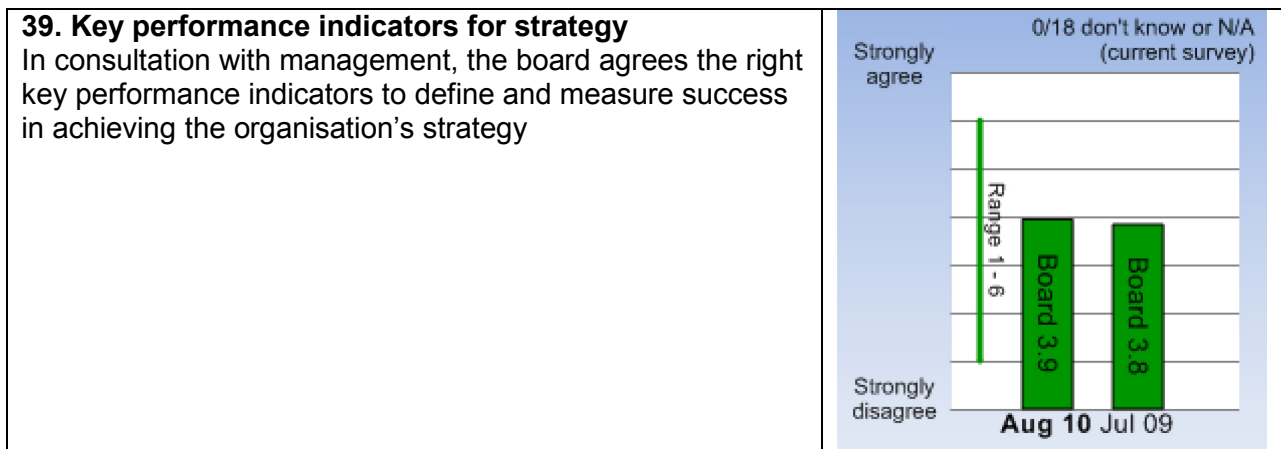 39. Key performance indicators for strategy
In consultation with management, the board agrees the right
key performance indicators to define and measure success
in achieving the organisation’s strategy
0/18 don't know or N/A
(current survey)
Strongly
agree
Range 1 - 6
Board 3.9
Board 3.8
Strongly
disagree
Aug 10 Jul 09